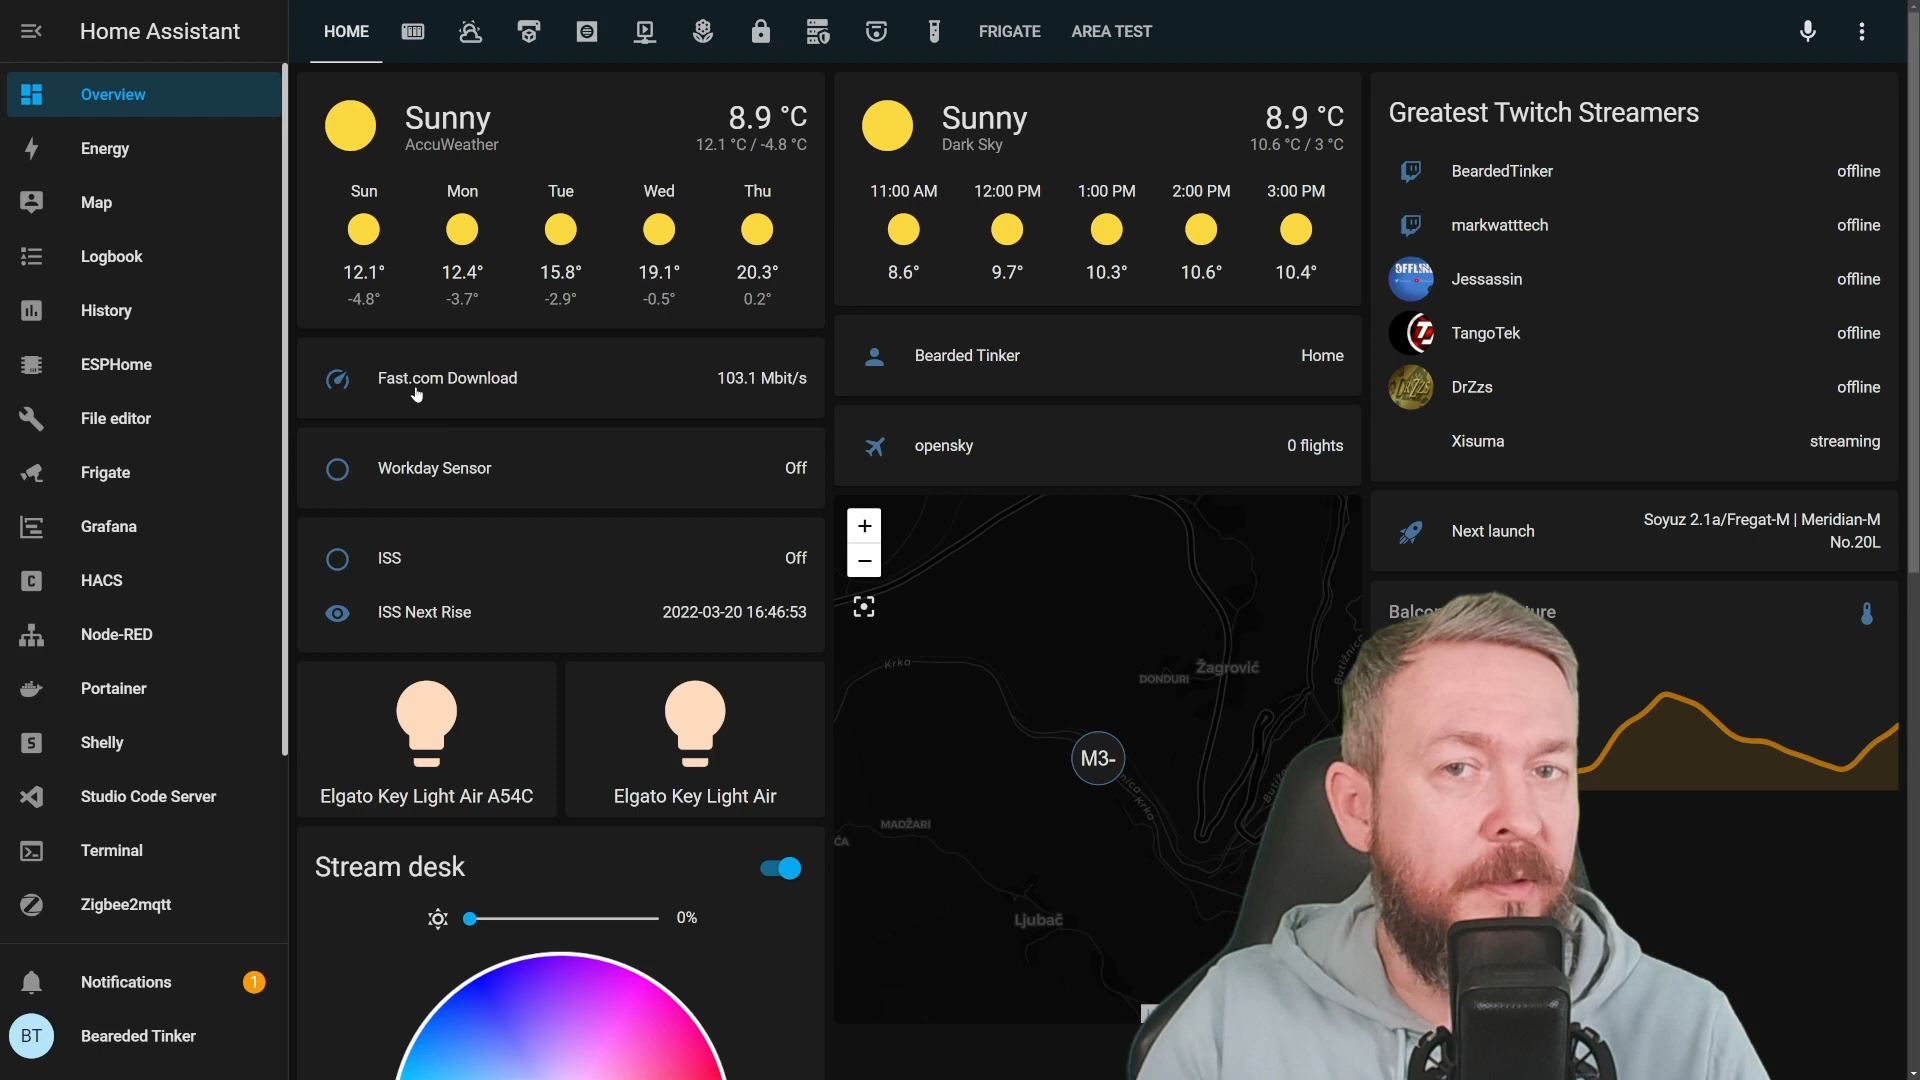 Home Assistant
HOME
FRIGATE
AREA TEST
Overview
Energy
Map
Logbook
History
ESPHome
File editor
Frigate
Grafana
C
HACS
Node-RED
Portainer
S
Shelly
Studio Code Server
Terminal
Zigbee2mqtt
Notifications
1
BT
Beareded Tinker
Sunny
8.9 °C
AccuWeather
12.1 °C / -4.8 °C
Sun Mon Tue Wed Thu
12.1° 12.4° 15.8° 19.1° 20.3°
-4.8° -3.7° -2.9° -0.5° 0.2°
Fast.com Download
103.1 Mbit/s
Workday Sensor
Off
ISS
Off
ISS Next Rise
2022-03-20 16:46:53
Elgato Key Light Air A54C
Elgato Key Light Air
Stream desk
0%
Sunny
8.9 °C
Dark Sky
10.6 °C / 3 °C
11:00 AM 12:00 PM 1:00 PM 2:00 PM 3:00 PM
8.6° 9.7° 10.3° 10.6° 10.4°
Bearded Tinker
Home
opensky
0 flights
+
−
Krka
Žagrović
DONDURI
Butižnica
M3-
Krka
MADŽARI
ĆA
Ljubač
Greatest Twitch Streamers
BeardedTinker
offline
markwatttech
offline
OFFLINE
Jessassin
offline
TangoTek
offline
DrZzs
DrZzs
offline
Xisuma
streaming
Next launch
Soyuz 2.1a/Fregat-M | Meridian-M
No.20L